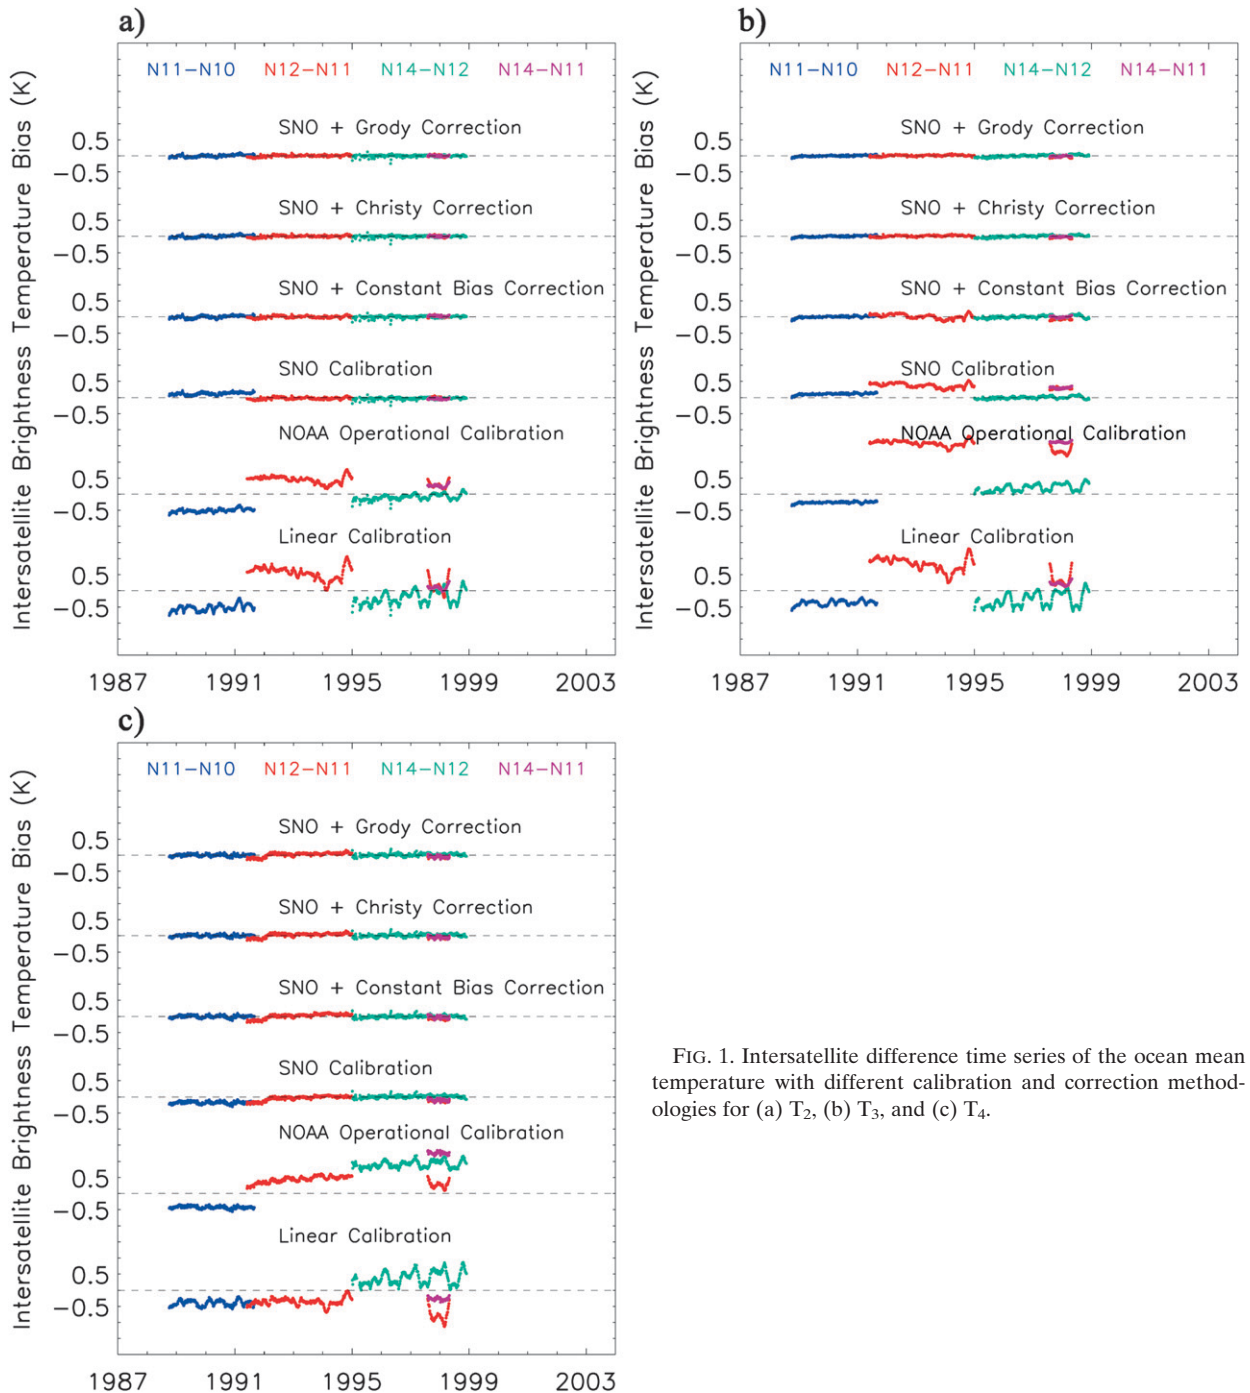 a)
Intersatellite Brightness Temperature Bias (K)
N11−N10 N12−N11 N14−N12 N14−N11
SNO + Grody Correction
0.5
−0.5
SNO + Christy Correction
0.5
−0.5
SNO + Constant Bias Correction
0.5
−0.5
SNO Calibration
0.5
NOAA Operational Calibration
0.5
−0.5
Linear Calibration
0.5
−0.5
1987 1991 1995 1999 2003
b)
Intersatellite Brightness Temperature Bias (K)
N11−N10 N12−N11 N14−N12 N14−N11
SNO + Grody Correction
0.5
−0.5
SNO + Christy Correction
0.5
−0.5
SNO + Constant Bias Correction
0.5
−0.5
SNO Calibration
0.5
NOAA Operational Calibration
0.5
−0.5
Linear Calibration
0.5
−0.5
1987 1991 1995 1999 2003
c)
Intersatellite Brightness Temperature Bias (K)
N11−N10 N12−N11 N14−N12 N14−N11
SNO + Grody Correction
0.5
−0.5
SNO + Christy Correction
0.5
−0.5
SNO + Constant Bias Correction
0.5
−0.5
SNO Calibration
0.5
−0.5
NOAA Operational Calibration
0.5
−0.5
Linear Calibration
0.5
−0.5
1987 1991 1995 1999 2003
FIG. 1. Intersatellite difference time series of the ocean mean
temperature with different calibration and correction method-
ologies for (a) T₂, (b) T₃, and (c) T₄.